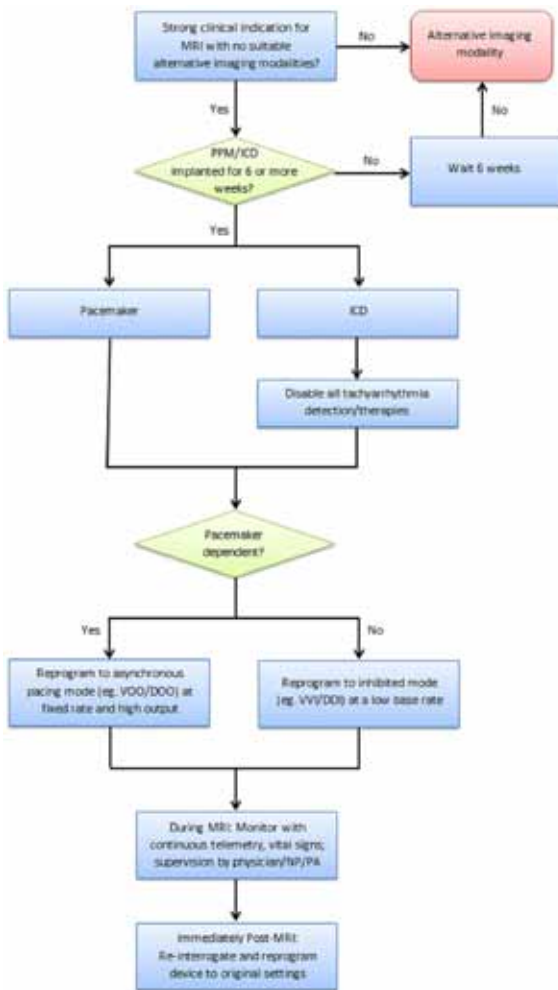 Strong clinical indication for
MRI with no suitable
alternative imaging modalities?
No
Alternative imaging
modality
Yes
No
PPM/ICD
implanted for 6 or more
weeks?
No
Wait 6 weeks
Yes
Pacemaker
ICD
Disable all tachyarrhythmia
detection/therapies
Pacemaker
dependent?
Yes
No
Reprogram to asynchronous
pacing mode (eg. VOO/DOO) at
fixed rate and high output
Reprogram to inhibited mode
(eg. VVI/DDI) at a low base rate
During MRI: Monitor with
continuous telemetry, vital signs;
supervision by physician/NP/PA
Immediately Post-MRI:
Re-interrogate and reprogram
device to original settings